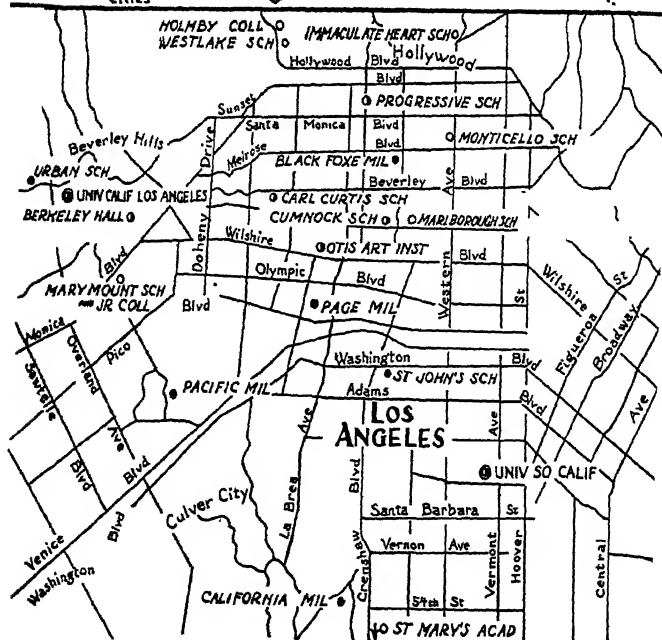 CITIES
HOLMBY COLL
WESTLAKE SCH
IMMACULATE HEART SCH
Hollywood
Hollywood Blvd
Sunset Blvd
PROGRESSIVE SCH
Santa Monica Blvd
Beverley Hills
Drive
Melrose Blvd
MONTICELLO SCH
BLACK FOXE MIL
URBAN SCH
UNIV CALIF LOS ANGELES
Beverley Blvd
Ave
CARL CURTIS SCH
BERKELEY HALL
CUMNOCK SCH
MARLBOROUGH SCH
Doheny
Wilshire Blvd
OTIS ART INST
Blvd
Olympic Blvd
Western
Wilshire
St
MARYMOUNT SCH
JR COLL
Blvd
PAGE MIL
St
Figueroa
Broadway
Monica
Overland
Pico
Sawtelle
Washington Blvd
ST JOHN'S SCH
PACIFIC MIL
Adams Blvd
Ave
LOS
ANGELES
Ave
Ave
Ave
Blvd
Blvd
Blvd
UNIV SO CALIF
Culver City
La Brea
Blvd
Santa Barbara St
Venice
Washington
Crenshaw
Vernon Ave
Vermont
Hoover
Central
CALIFORNIA MIL
54th St
TO ST MARY'S ACAD